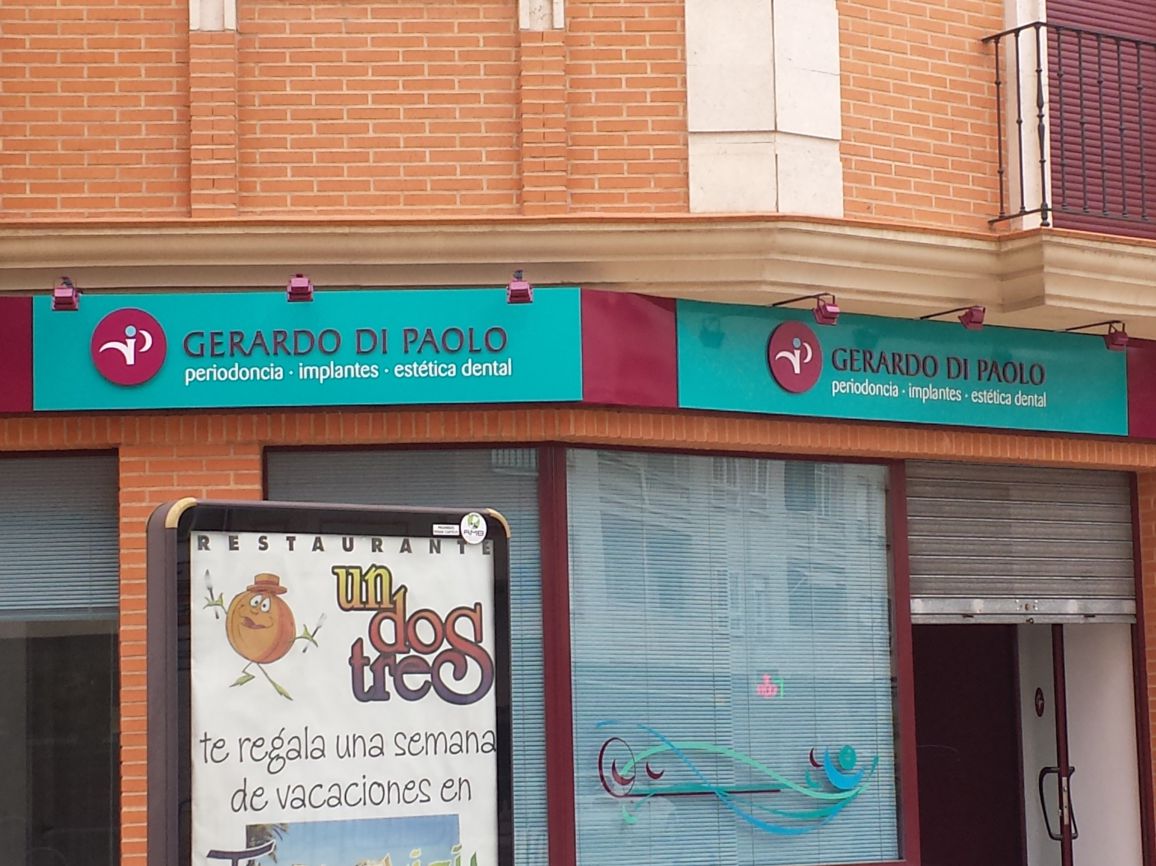 GERARDO DI PAOLO
periodoncia · implantes · estética dental
GERARDO DI PAOLO
periodoncia · implantes · estética dental
RESTAURANTE
un
dos
tres
te regala una semana
de vacaciones en